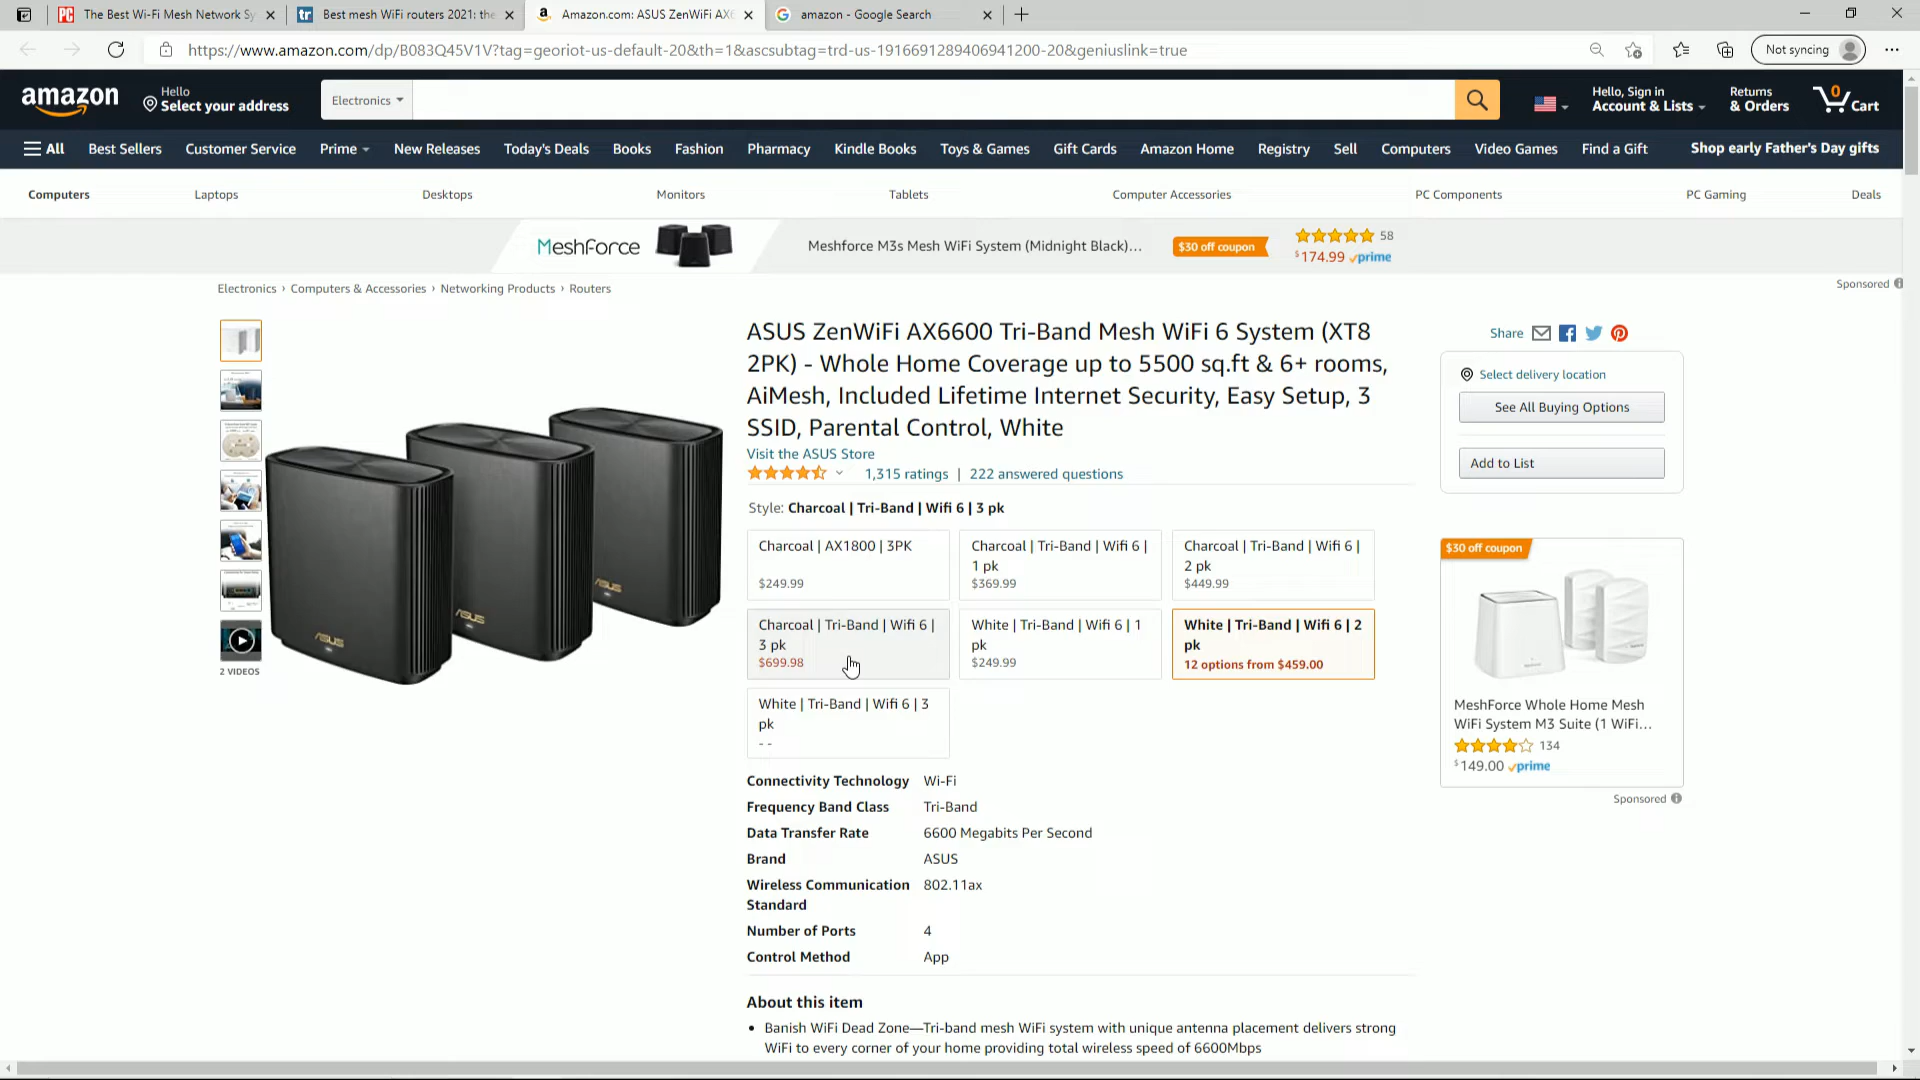 The Best Wi-Fi Mesh Network Sy
Best mesh WiFi routers 2021: the
Amazon.com: ASUS ZenWiFi AX6
amazon - Google Search
https://www.amazon.com/dp/B083Q45V1V?tag=georiot-us-default-20&th=1&ascsubtag=trd-us-1916691289406941200-20&geniuslink=true
Not syncing
amazon
Hello
Select your address
Electronics
Hello, Sign in
Account & Lists
Returns
& Orders
0
Cart
All
Best Sellers
Customer Service
Prime
New Releases
Today's Deals
Books
Fashion
Pharmacy
Kindle Books
Toys & Games
Gift Cards
Amazon Home
Registry
Sell
Computers
Video Games
Find a Gift
Shop early Father's Day gifts
Computers
Laptops
Desktops
Monitors
Tablets
Computer Accessories
PC Components
PC Gaming
Deals
MeshForce
Meshforce M3s Mesh WiFi System (Midnight Black)...
$30 off coupon
58
$174.99 prime
Sponsored
Electronics › Computers & Accessories › Networking Products › Routers
ASUS ZenWiFi AX6600 Tri-Band Mesh WiFi 6 System (XT8
2PK) - Whole Home Coverage up to 5500 sq.ft & 6+ rooms,
AiMesh, Included Lifetime Internet Security, Easy Setup, 3
SSID, Parental Control, White
Visit the ASUS Store
1,315 ratings | 222 answered questions
Style: Charcoal | Tri-Band | Wifi 6 | 3 pk
Charcoal | AX1800 | 3PK
$249.99
Charcoal | Tri-Band | Wifi 6 |
1 pk
$369.99
Charcoal | Tri-Band | Wifi 6 |
2 pk
$449.99
Charcoal | Tri-Band | Wifi 6 |
3 pk
$699.98
White | Tri-Band | Wifi 6 | 1
pk
$249.99
White | Tri-Band | Wifi 6 | 2
pk
12 options from $459.00
White | Tri-Band | Wifi 6 | 3
pk
- -
Connectivity Technology Wi-Fi
Frequency Band Class Tri-Band
Data Transfer Rate 6600 Megabits Per Second
Brand ASUS
Wireless Communication 802.11ax
Standard
Number of Ports 4
Control Method App
About this item
• Banish WiFi Dead Zone—Tri-band mesh WiFi system with unique antenna placement delivers strong
WiFi to every corner of your home providing total wireless speed of 6600Mbps
2 VIDEOS
ASUS
ASUS
ASUS
Share
Select delivery location
See All Buying Options
Add to List
$30 off coupon
MeshForce Whole Home Mesh
WiFi System M3 Suite (1 WiFi...
134
$149.00 prime
Sponsored